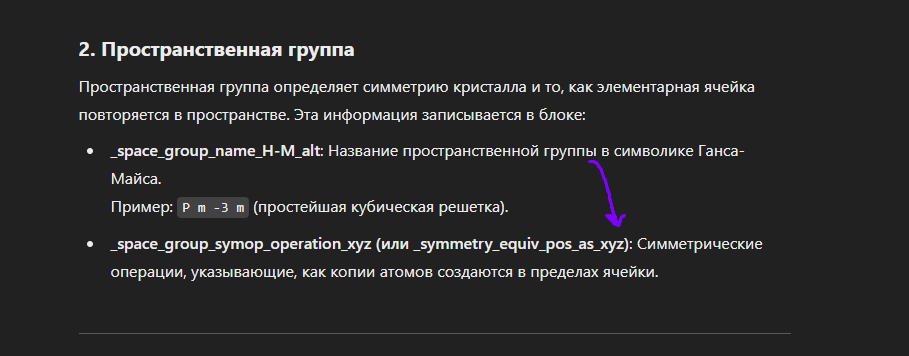 2. Пространственная группа
Пространственная группа определяет симметрию кристалла и то, как элементарная ячейка
повторяется в пространстве. Эта информация записывается в блоке:
• _space_group_name_H-M_alt: Название пространственной группы в символике Ганса-
Майса.
Пример: P m -3 m (простейшая кубическая решетка).
• _space_group_symop_operation_xyz (или _symmetry_equiv_pos_as_xyz): Симметрические
операции, указывающие, как копии атомов создаются в пределах ячейки.